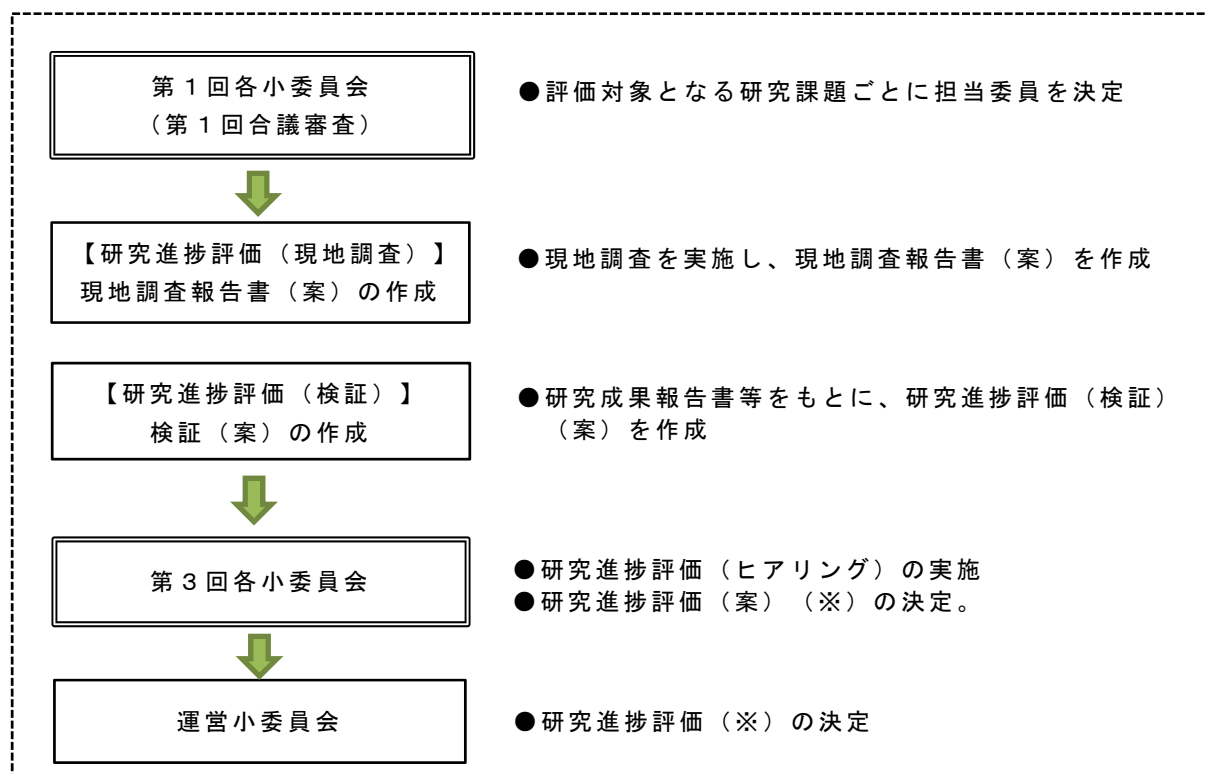 第１回各小委員会
（第１回合議審査）
●評価対象となる研究課題ごとに担当委員を決定
【研究進捗評価（現地調査）】
現地調査報告書（案）の作成
●現地調査を実施し、現地調査報告書（案）を作成
【研究進捗評価（検証）】
検証（案）の作成
●研究成果報告書等をもとに、研究進捗評価（検証）
（案）を作成
第３回各小委員会
●研究進捗評価（ヒアリング）の実施
●研究進捗評価（案）（※）の決定。
運営小委員会
●研究進捗評価（※）の決定